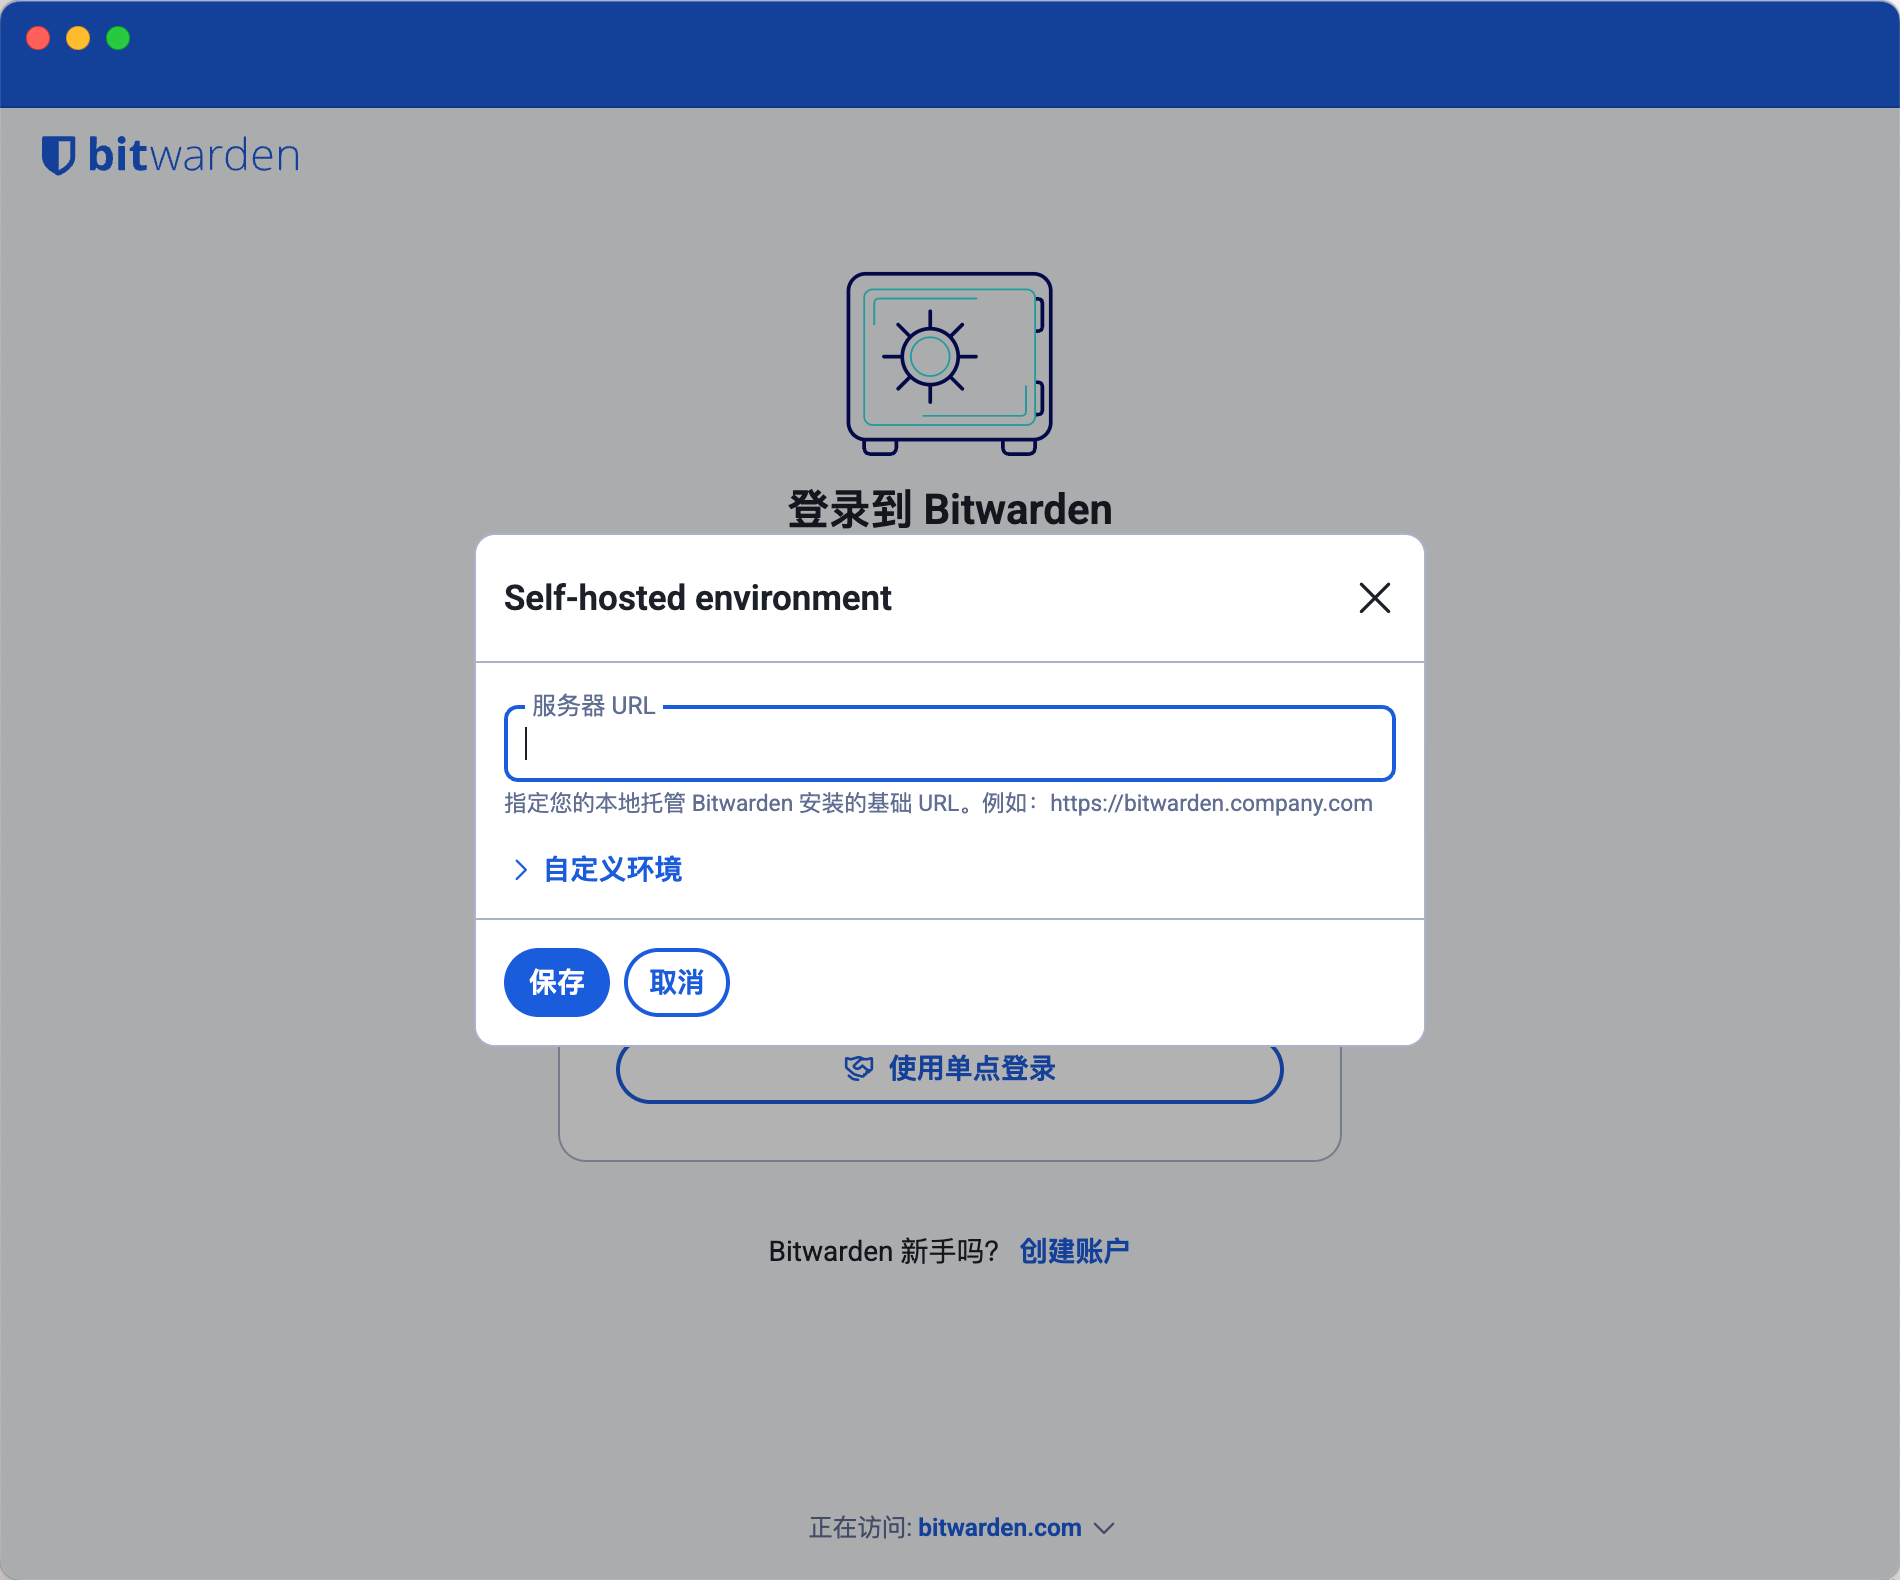 bitwarden
登录到 Bitwarden
Self-hosted environment
服务器 URL
指定您的本地托管 Bitwarden 安装的基础 URL。例如：https://bitwarden.company.com
自定义环境
保存 取消
使用单点登录
Bitwarden 新手吗？ 创建账户
正在访问: bitwarden.com